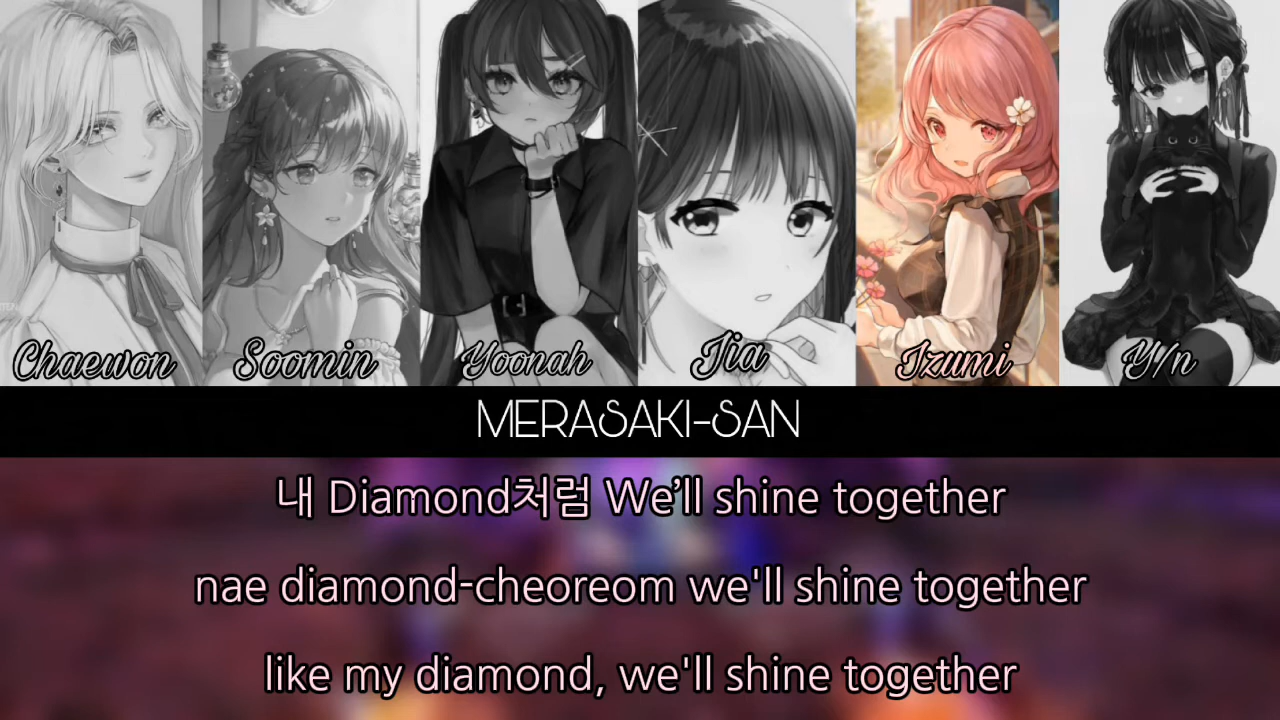 Chaewon Soomin Yoonah Jia Izumi Y/n
MERASAKI-SAN
내 Diamond처럼 We’ll shine together
nae diamond-cheoreom we'll shine together
like my diamond, we'll shine together